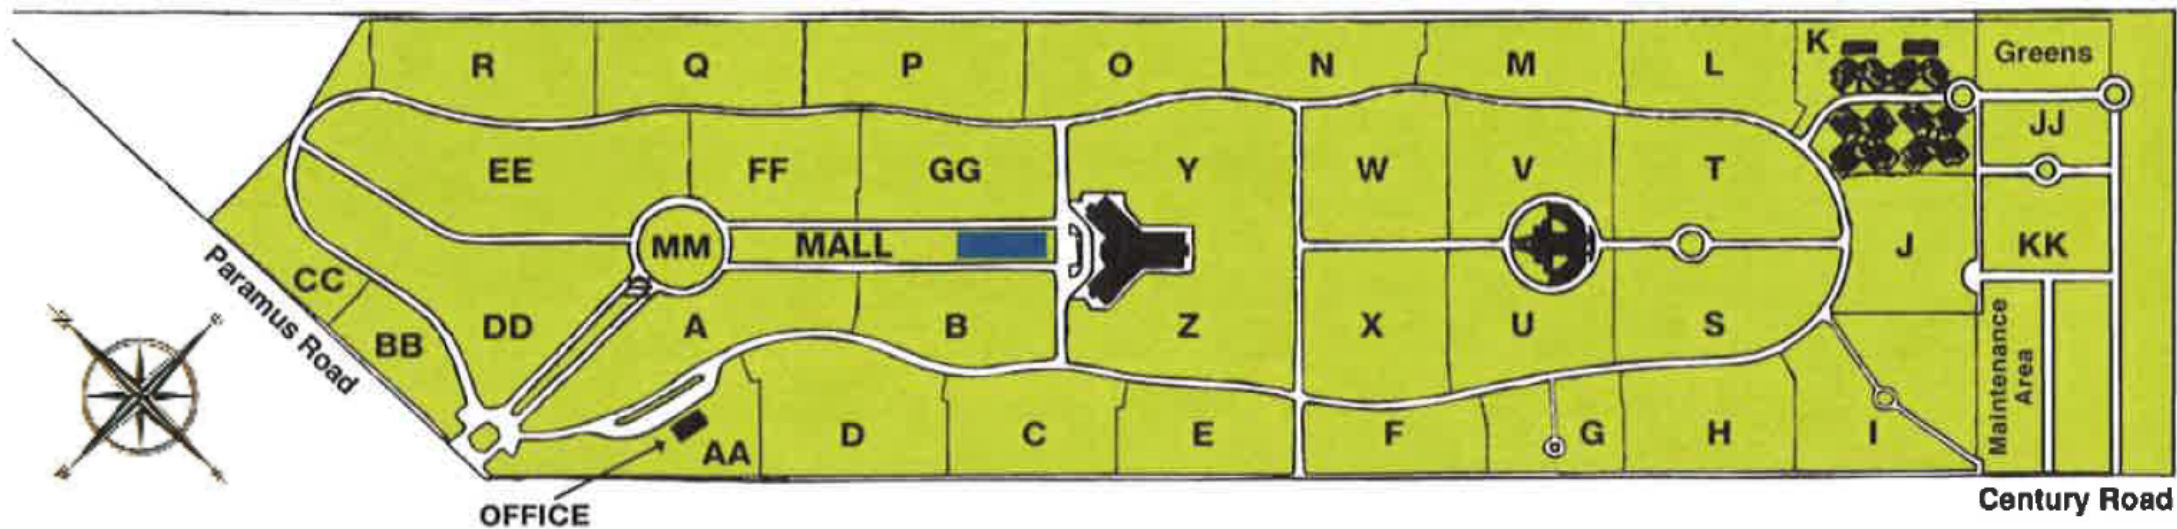 R Q P O N M L K Greens
JJ
EE FF GG Y W V T
MM MALL J KK
CC
Paramus Road
BB DD A B Z X U S
Maintenance
Area
AA D C E F G H I
OFFICE
Century Road